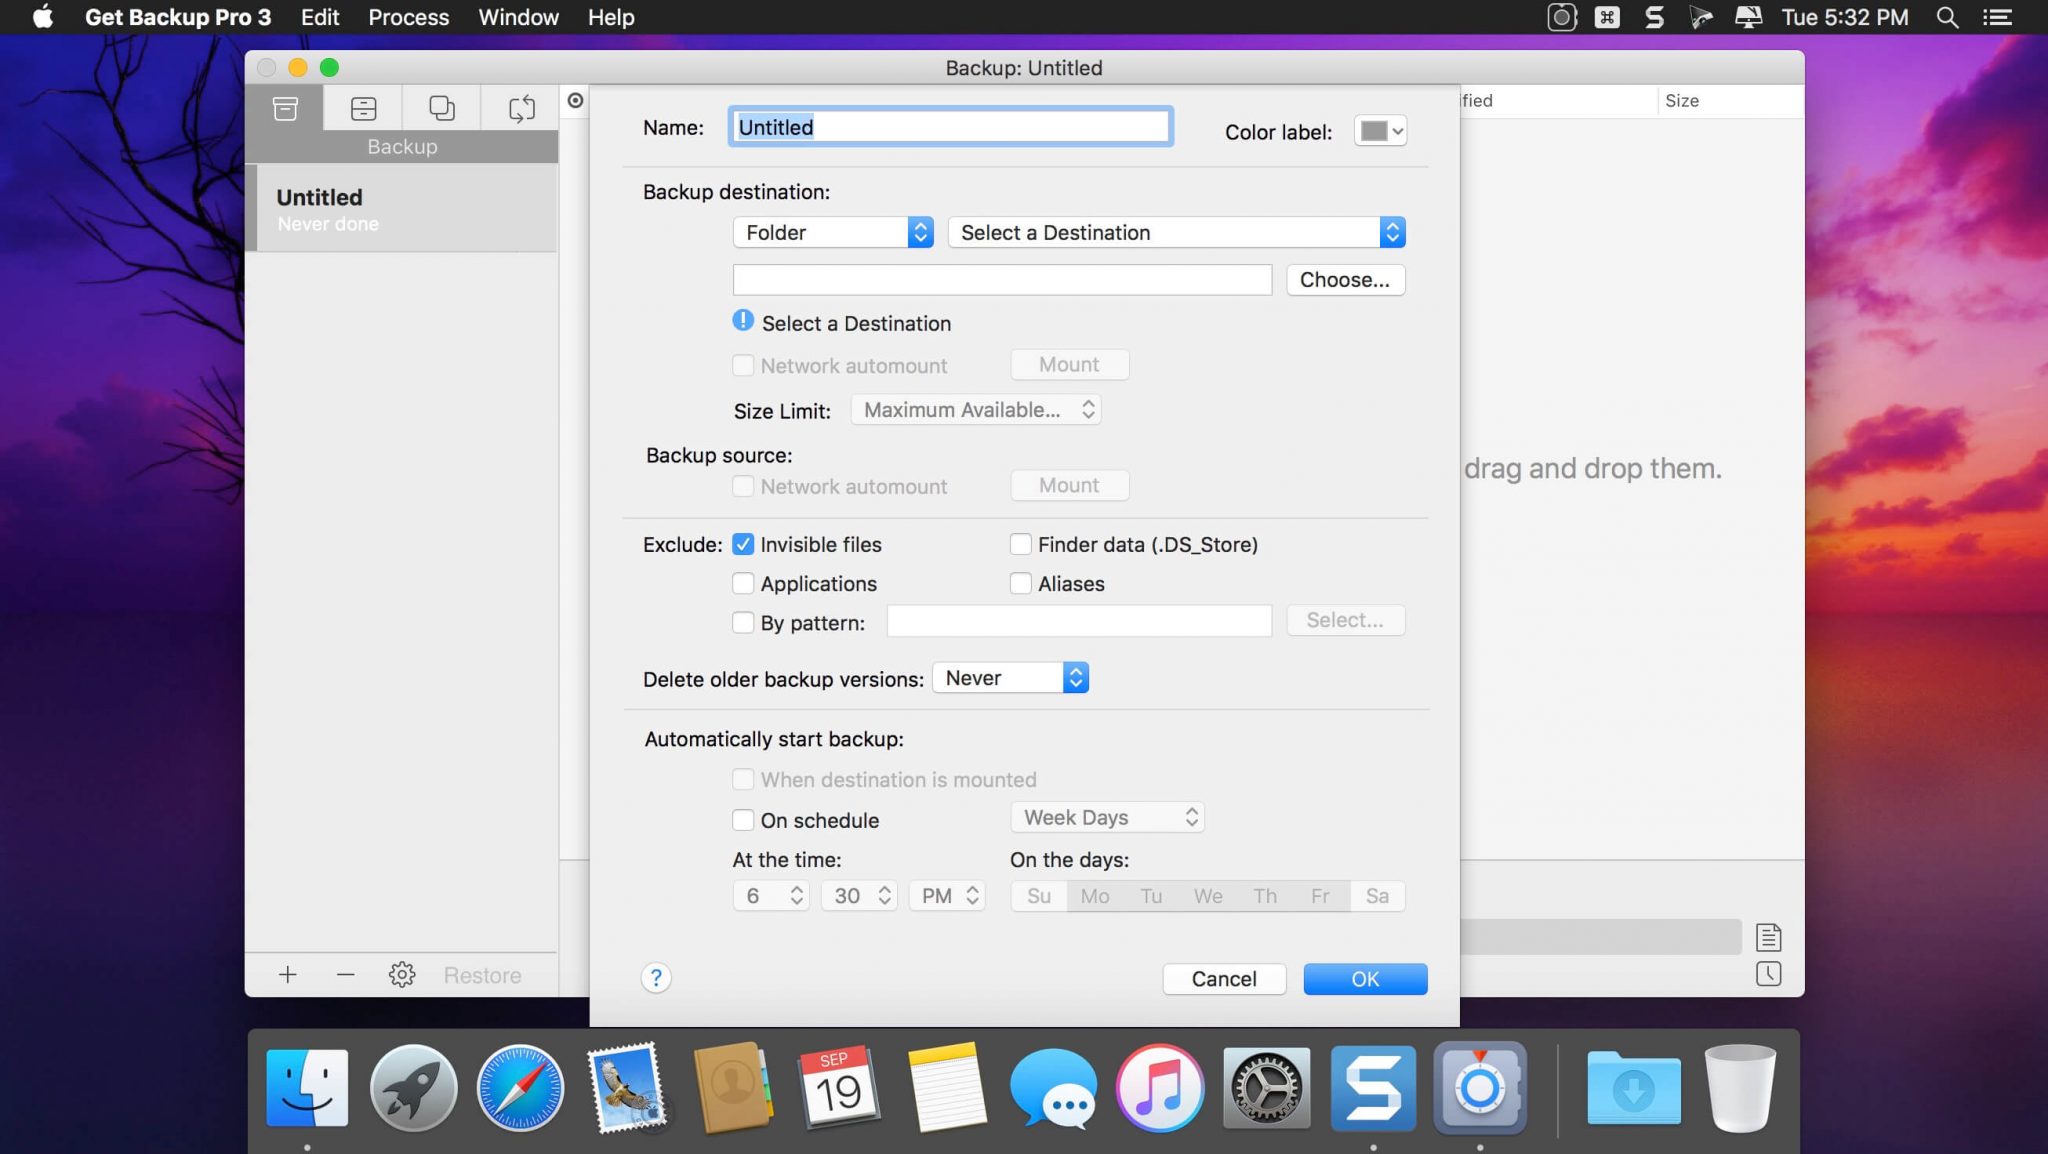 Get Backup Pro 3 Edit Process Window Help Tue 5:32 PM
Backup: Untitled
Backup
Untitled
Never done
Restore
ified Size
drag and drop them.
Name: Untitled Color label:
Backup destination:
Folder Select a Destination
Choose...
Select a Destination
Network automount Mount
Size Limit: Maximum Available...
Backup source:
Network automount Mount
Exclude: Invisible files Finder data (.DS_Store)
Applications Aliases
By pattern: Select...
Delete older backup versions: Never
Automatically start backup:
When destination is mounted
On schedule Week Days
At the time: On the days:
6 30 PM Su Mo Tu We Th Fr Sa
? Cancel OK
SEP
19